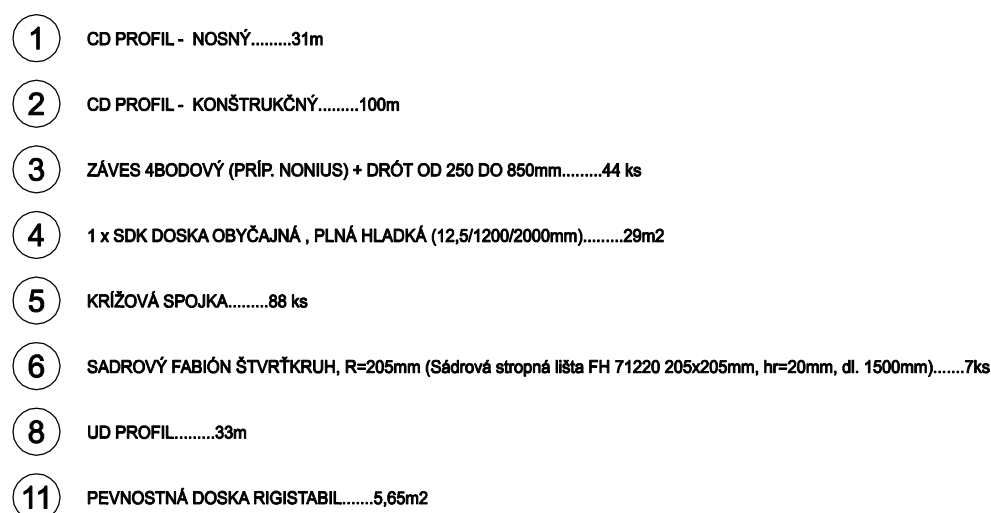 1 CD PROFIL - NOSNÝ.........31m
2 CD PROFIL - KONŠTRUKČNÝ.........100m
3 ZÁVES 4BODOVÝ (PRÍP. NONIUS) + DRÓT OD 250 DO 850mm.........44 ks
4 1 x SDK DOSKA OBYČAJNÁ , PLNÁ HLADKÁ (12,5/1200/2000mm).........29m2
5 KRÍŽOVÁ SPOJKA.........88 ks
6 SADROVÝ FABIÓN ŠTVRŤKRUH, R=205mm (Sádrová stropná lišta FH 71220 205x205mm, hr=20mm, dl. 1500mm).......7ks
8 UD PROFIL.........33m
11 PEVNOSTNÁ DOSKA RIGISTABIL.......5,65m2